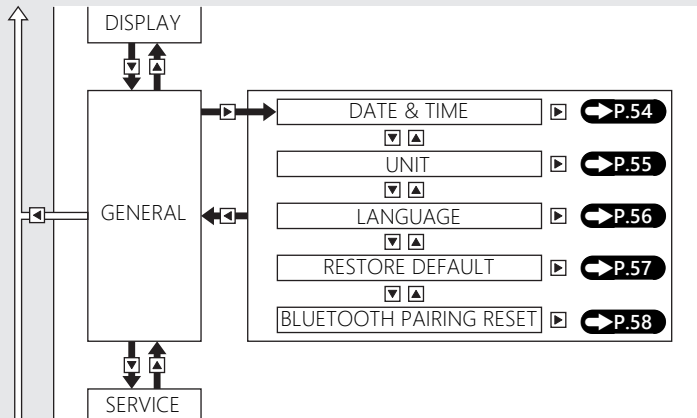 DISPLAY
DATE & TIME P.54
UNIT P.55
GENERAL LANGUAGE P.56
RESTORE DEFAULT P.57
BLUETOOTH PAIRING RESET P.58
SERVICE